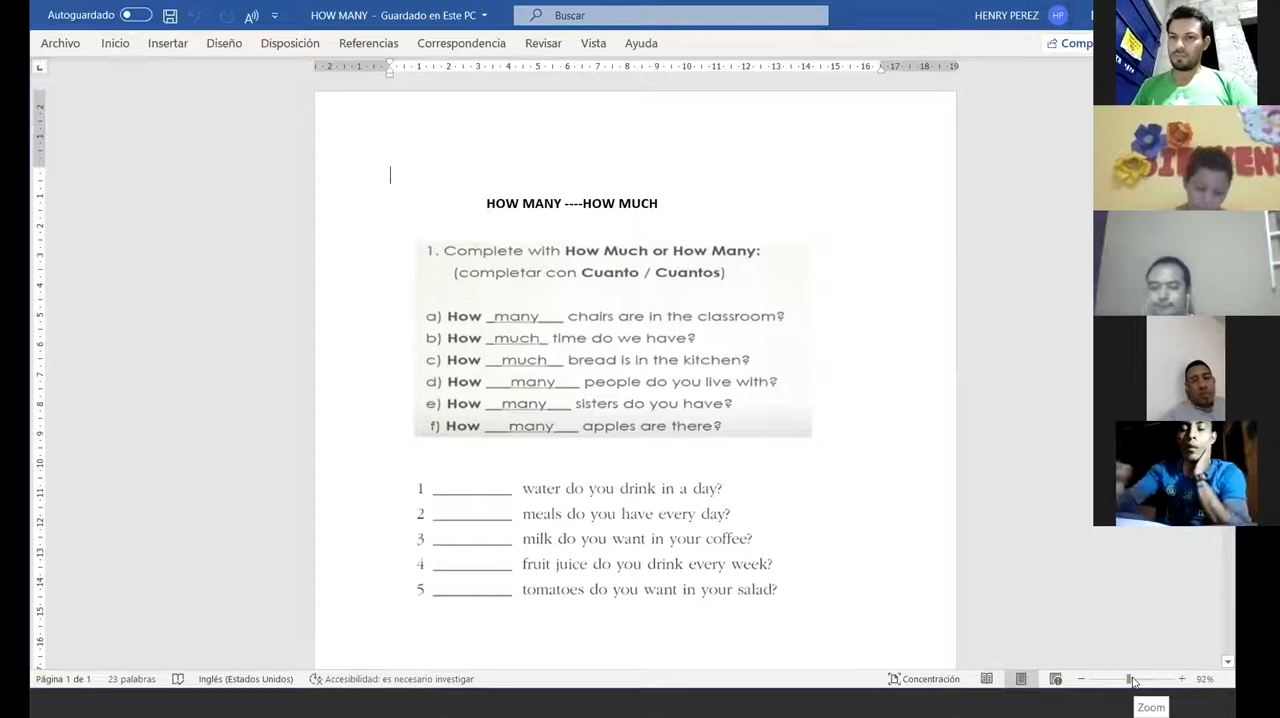 Autoguardado
HOW MANY - Guardado en Este PC
Buscar
HENRY PEREZ
HP
Archivo Inicio Insertar Diseño Disposición Referencias Correspondencia Revisar Vista Ayuda
Comp
HOW MANY ----HOW MUCH
1. Complete with How Much or How Many:
(completar con Cuanto / Cuantos)
a) How _many___ chairs are in the classroom?
b) How _much_ time do we have?
c) How __much__ bread is in the kitchen?
d) How ___many___ people do you live with?
e) How __many___ sisters do you have?
f) How ___many___ apples are there?
1 __________ water do you drink in a day?
2 __________ meals do you have every day?
3 __________ milk do you want in your coffee?
4 __________ fruit juice do you drink every week?
5 __________ tomatoes do you want in your salad?
Página 1 de 1 23 palabras Inglés (Estados Unidos) Accesibilidad: es necesario investigar Concentración 92%
Zoom